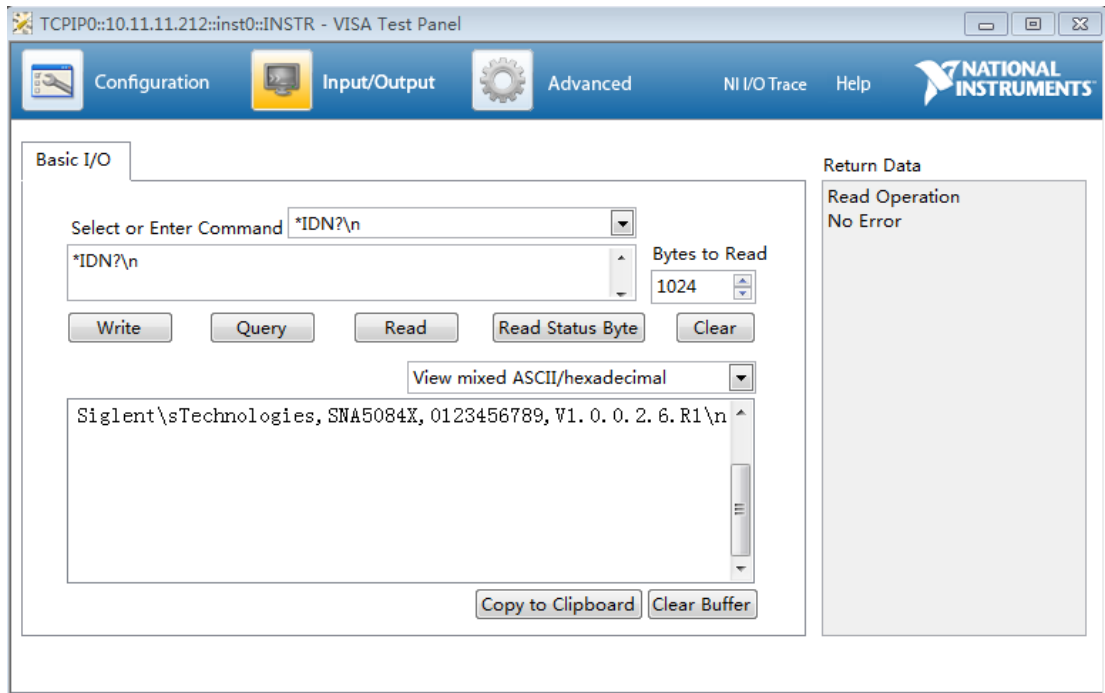 TCPIP0::10.11.11.212::inst0::INSTR - VISA Test Panel
Configuration
Input/Output
Advanced
NI I/O Trace
Help
NATIONAL INSTRUMENTS
Basic I/O
Select or Enter Command
*IDN?\n
*IDN?\n
Bytes to Read
1024
Write
Query
Read
Read Status Byte
Clear
View mixed ASCII/hexadecimal
Siglent\sTechnologies,SNA5084X,0123456789,V1.0.0.2.6.R1\n
Copy to Clipboard
Clear Buffer
Return Data
Read Operation
No Error